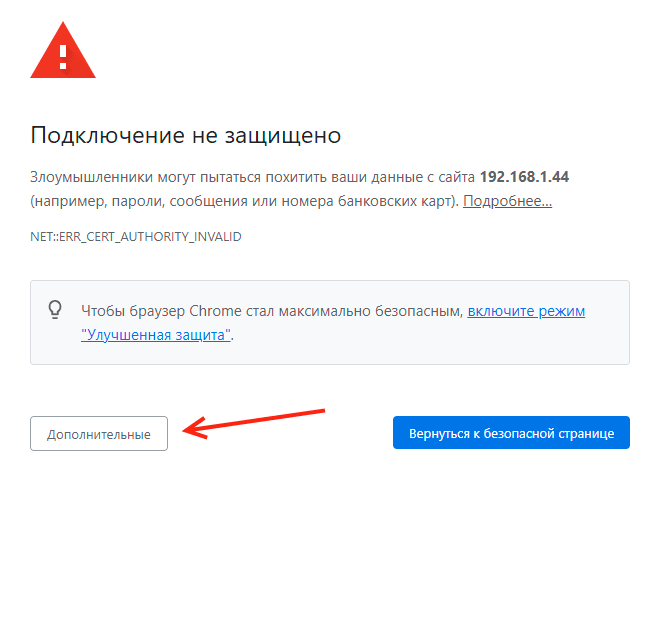 Подключение не защищено
Злоумышленники могут пытаться похитить ваши данные с сайта 192.168.1.44
(например, пароли, сообщения или номера банковских карт). Подробнее...
NET::ERR_CERT_AUTHORITY_INVALID
Чтобы браузер Chrome стал максимально безопасным, включите режим
"Улучшенная защита".
Дополнительные
Вернуться к безопасной странице